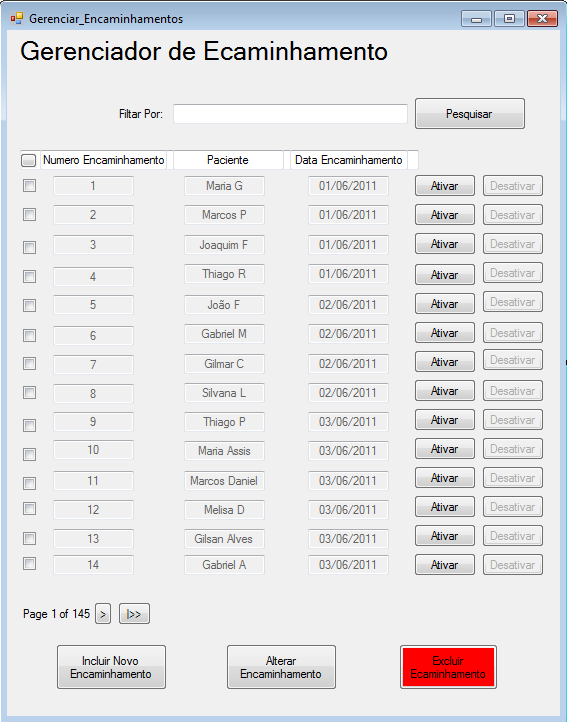 Gerenciar_Encaminhamentos
Gerenciador de Ecaminhamento
Filtar Por: Pesquisar
Numero Encaminhamento Paciente Data Encaminhamento
1 Maria G 01/06/2011 Ativar Desativar
2 Marcos P 01/06/2011 Ativar Desativar
3 Joaquim F 01/06/2011 Ativar Desativar
4 Thiago R 01/06/2011 Ativar Desativar
5 João F 02/06/2011 Ativar Desativar
6 Gabriel M 02/06/2011 Ativar Desativar
7 Gilmar C 02/06/2011 Ativar Desativar
8 Silvana L 02/06/2011 Ativar Desativar
9 Thiago P 03/06/2011 Ativar Desativar
10 Maria Assis 03/06/2011 Ativar Desativar
11 Marcos Daniel 03/06/2011 Ativar Desativar
12 Melisa D 03/06/2011 Ativar Desativar
13 Gilsan Alves 03/06/2011 Ativar Desativar
14 Gabriel A 03/06/2011 Ativar Desativar
Page 1 of 145 > |>>
Incluir Novo Encaminhamento
Alterar Encaminhamento
Excluir Ecaminhamento